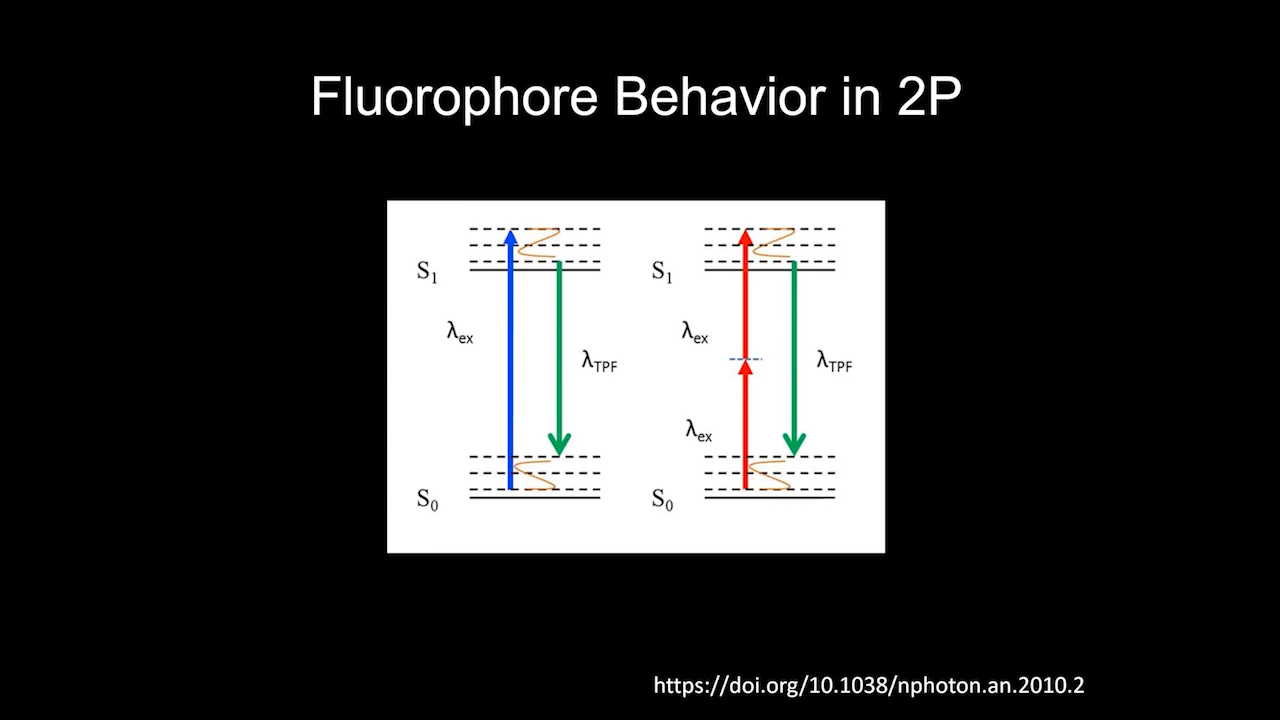 Fluorophore Behavior in 2P
S1
S1
λex
λex
λTPF
λTPF
λex
S0
S0
https://doi.org/10.1038/nphoton.an.2010.2